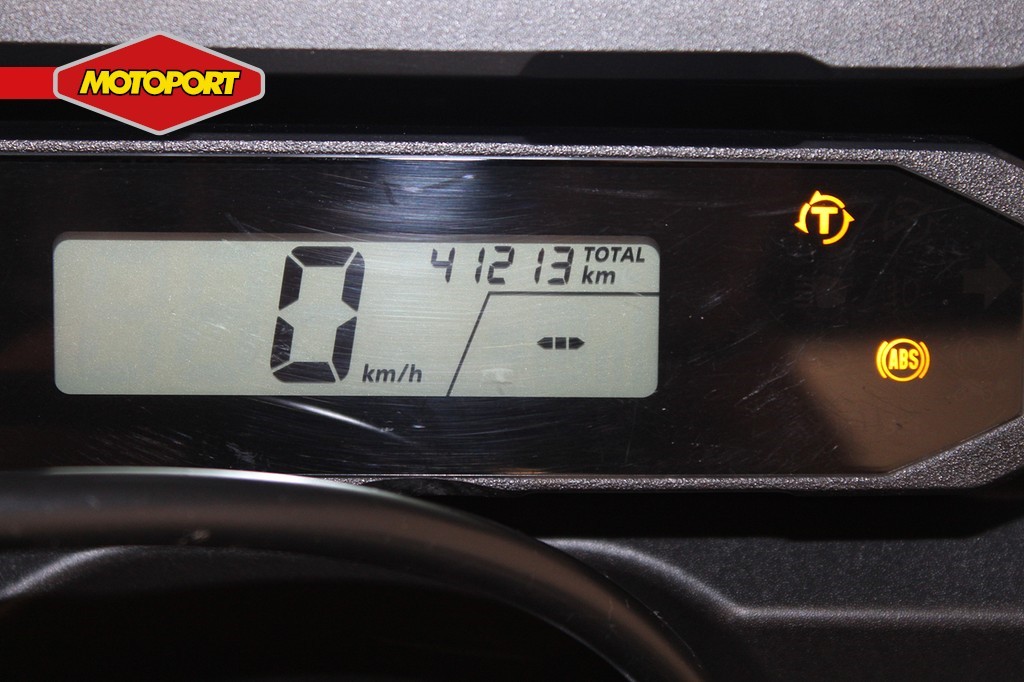 MOTOPORT
41213 TOTAL
km
0 km/h
-
T
ABS